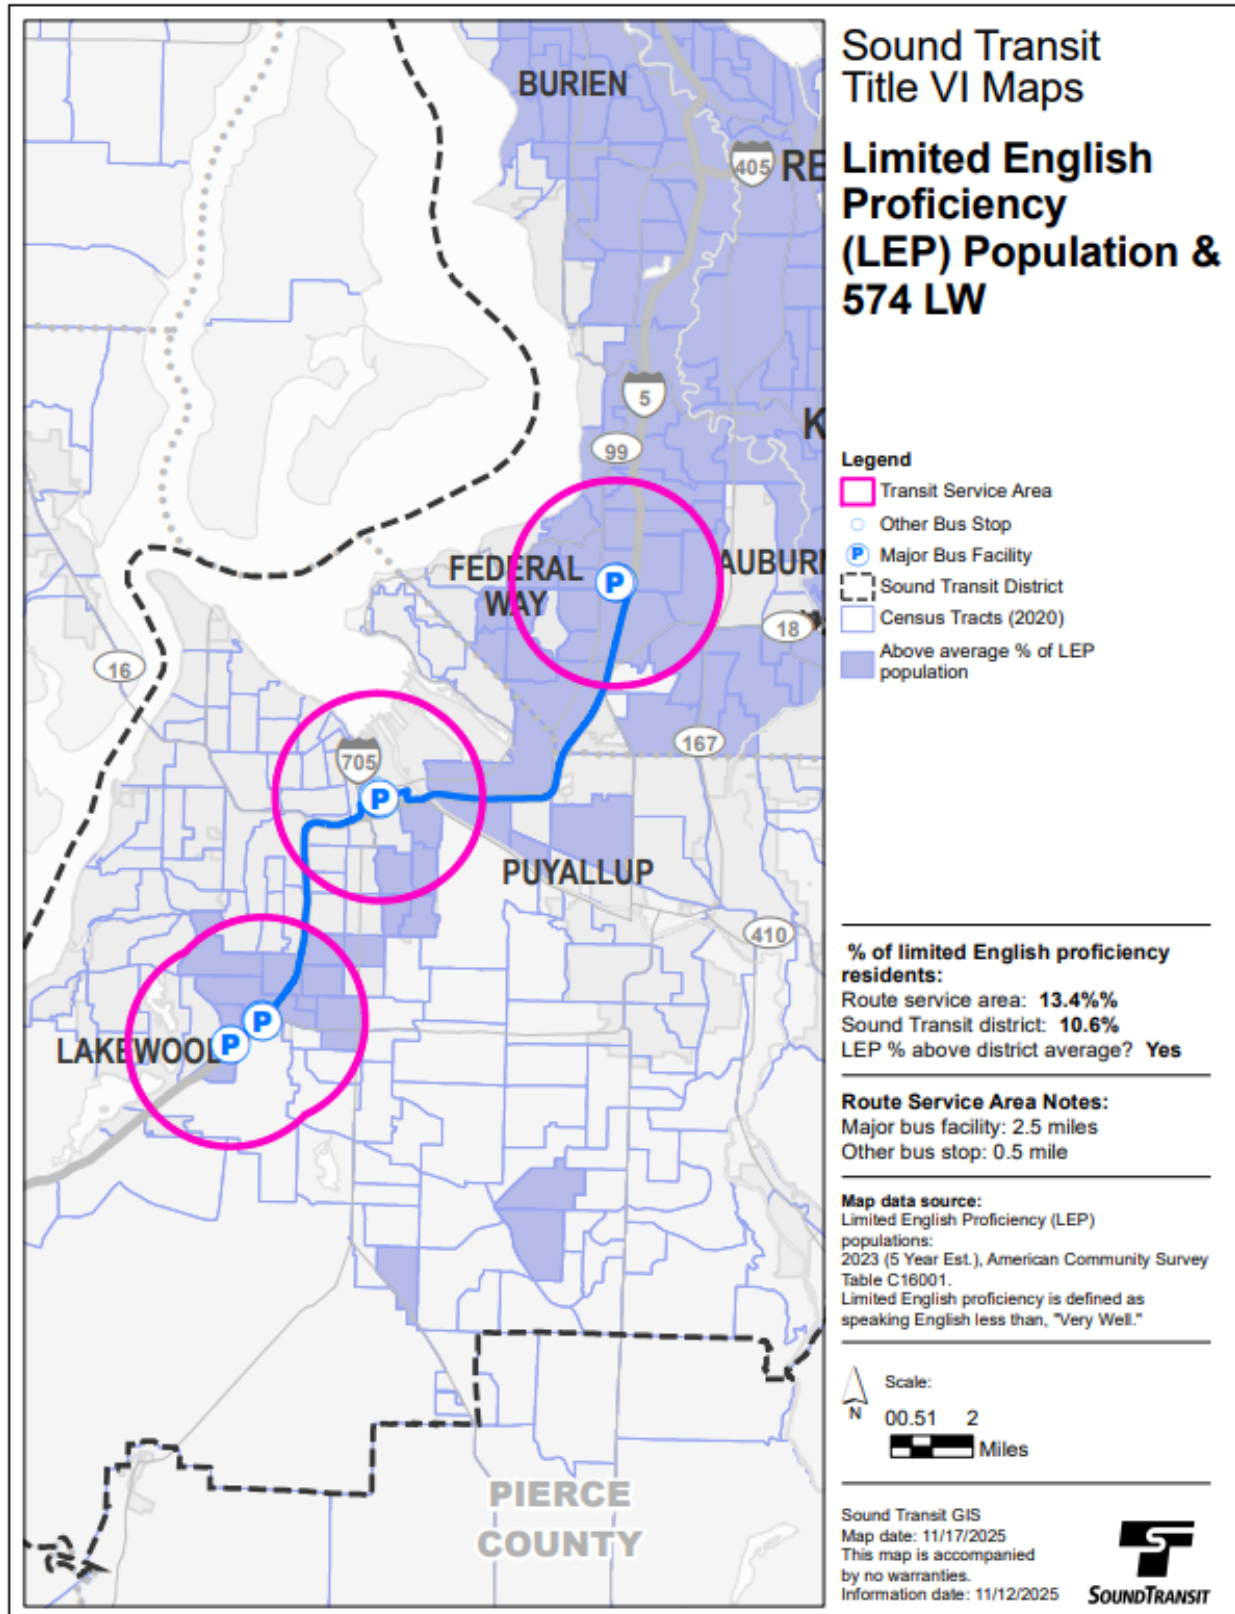 Sound Transit
Title VI Maps
Limited English
Proficiency
(LEP) Population &
574 LW
Legend
Transit Service Area
Other Bus Stop
P Major Bus Facility
Sound Transit District
Census Tracts (2020)
Above average % of LEP
population
% of limited English proficiency
residents:
Route service area: 13.4%%
Sound Transit district: 10.6%
LEP % above district average? Yes
Route Service Area Notes:
Major bus facility: 2.5 miles
Other bus stop: 0.5 mile
Map data source:
Limited English Proficiency (LEP)
populations:
2023 (5 Year Est.), American Community Survey
Table C16001.
Limited English proficiency is defined as
speaking English less than, "Very Well."
N
Scale:
00.51 2
Miles
Sound Transit GIS
Map date: 11/17/2025
This map is accompanied
by no warranties.
Information date: 11/12/2025
SOUNDTRANSIT
BURIEN
405
RE
5
99
K
FEDERAL
WAY
P
AUBURN
18
16
167
705
P
PUYALLUP
410
P
P
LAKEWOOD
PIERCE
COUNTY